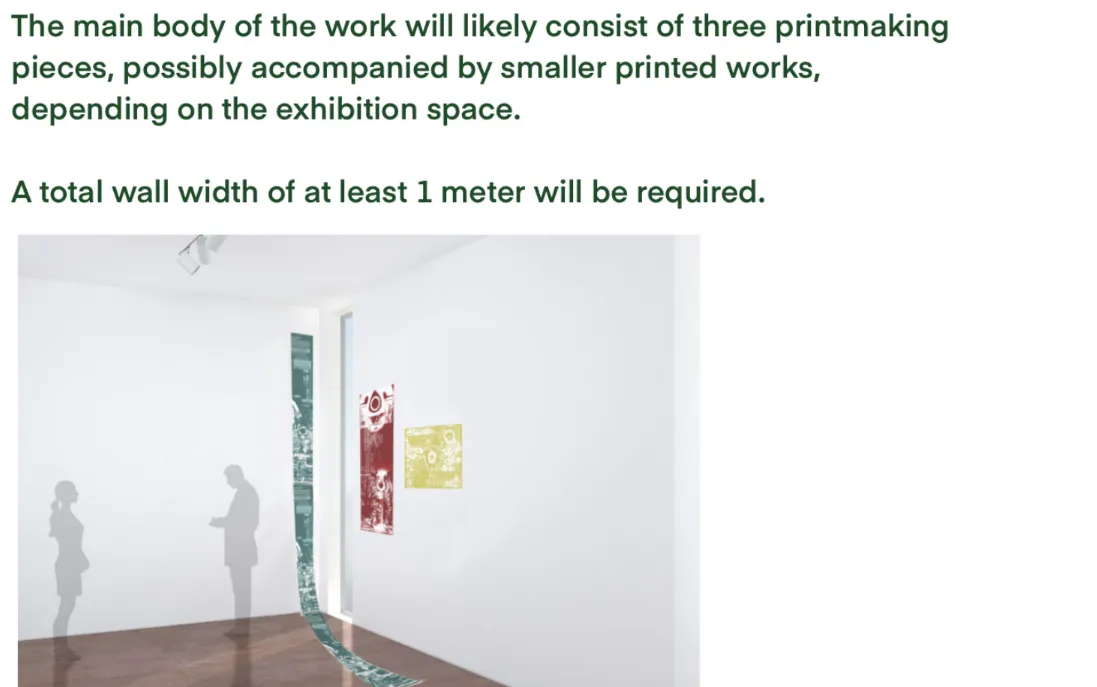 The main body of the work will likely consist of three printmaking
pieces, possibly accompanied by smaller printed works,
depending on the exhibition space.
A total wall width of at least 1 meter will be required.